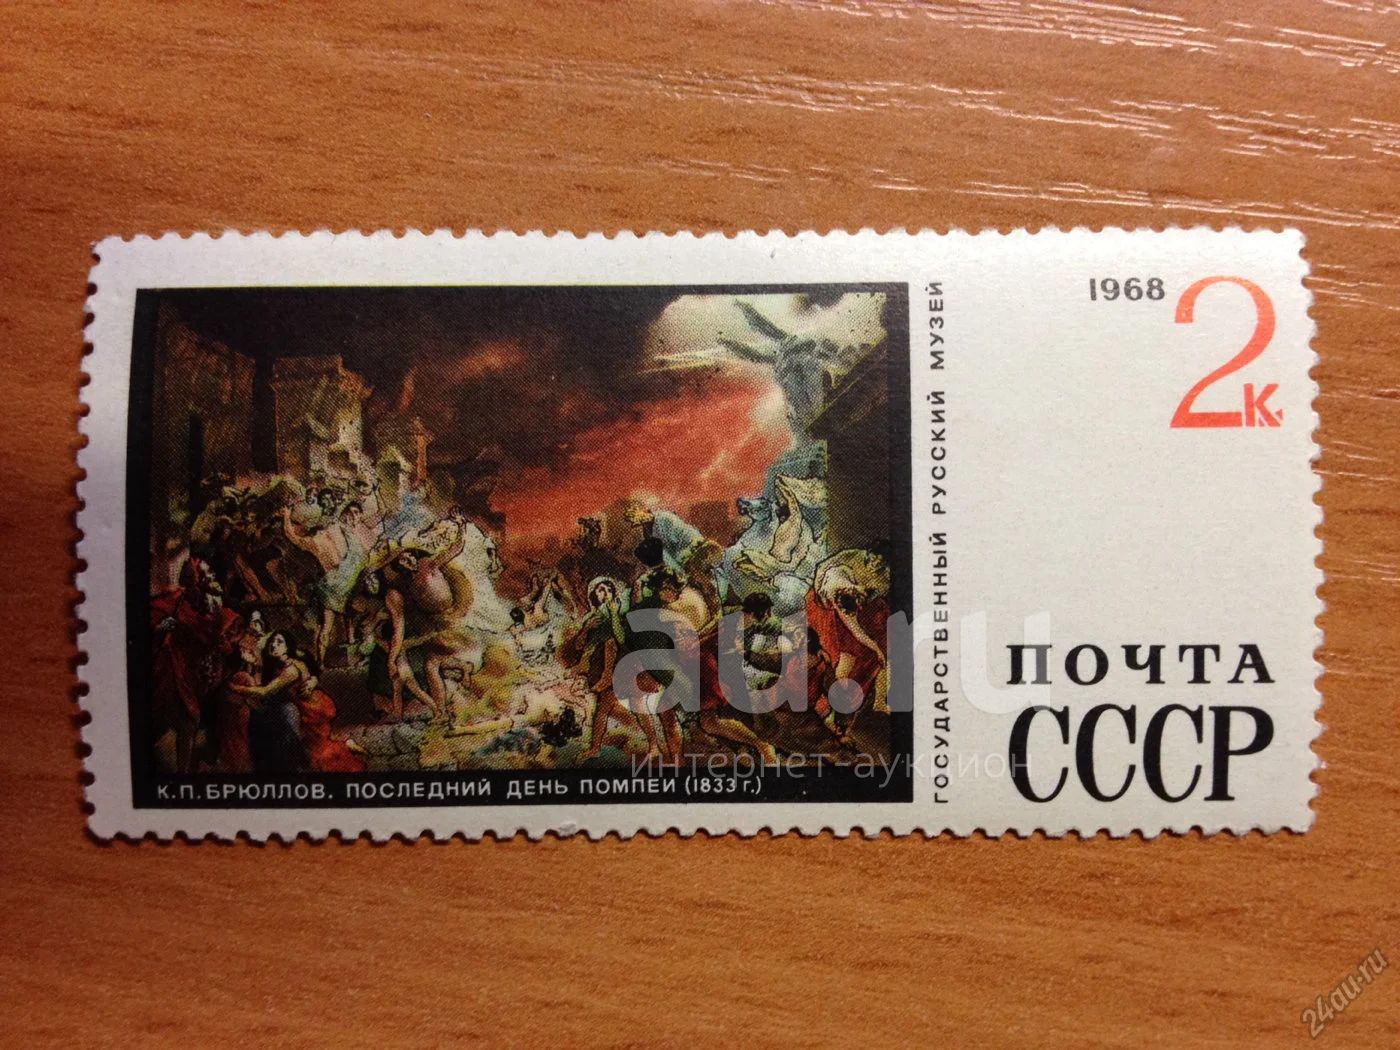 1968
2к.
ГОСУДАРСТВЕННЫЙ РУССКИЙ МУЗЕЙ
ПОЧТА
СССР
К.П.БРЮЛЛОВ. ПОСЛЕДНИЙ ДЕНЬ ПОМПЕИ (1833 г.)
au.ru
интернет-аукцион
24au.ru